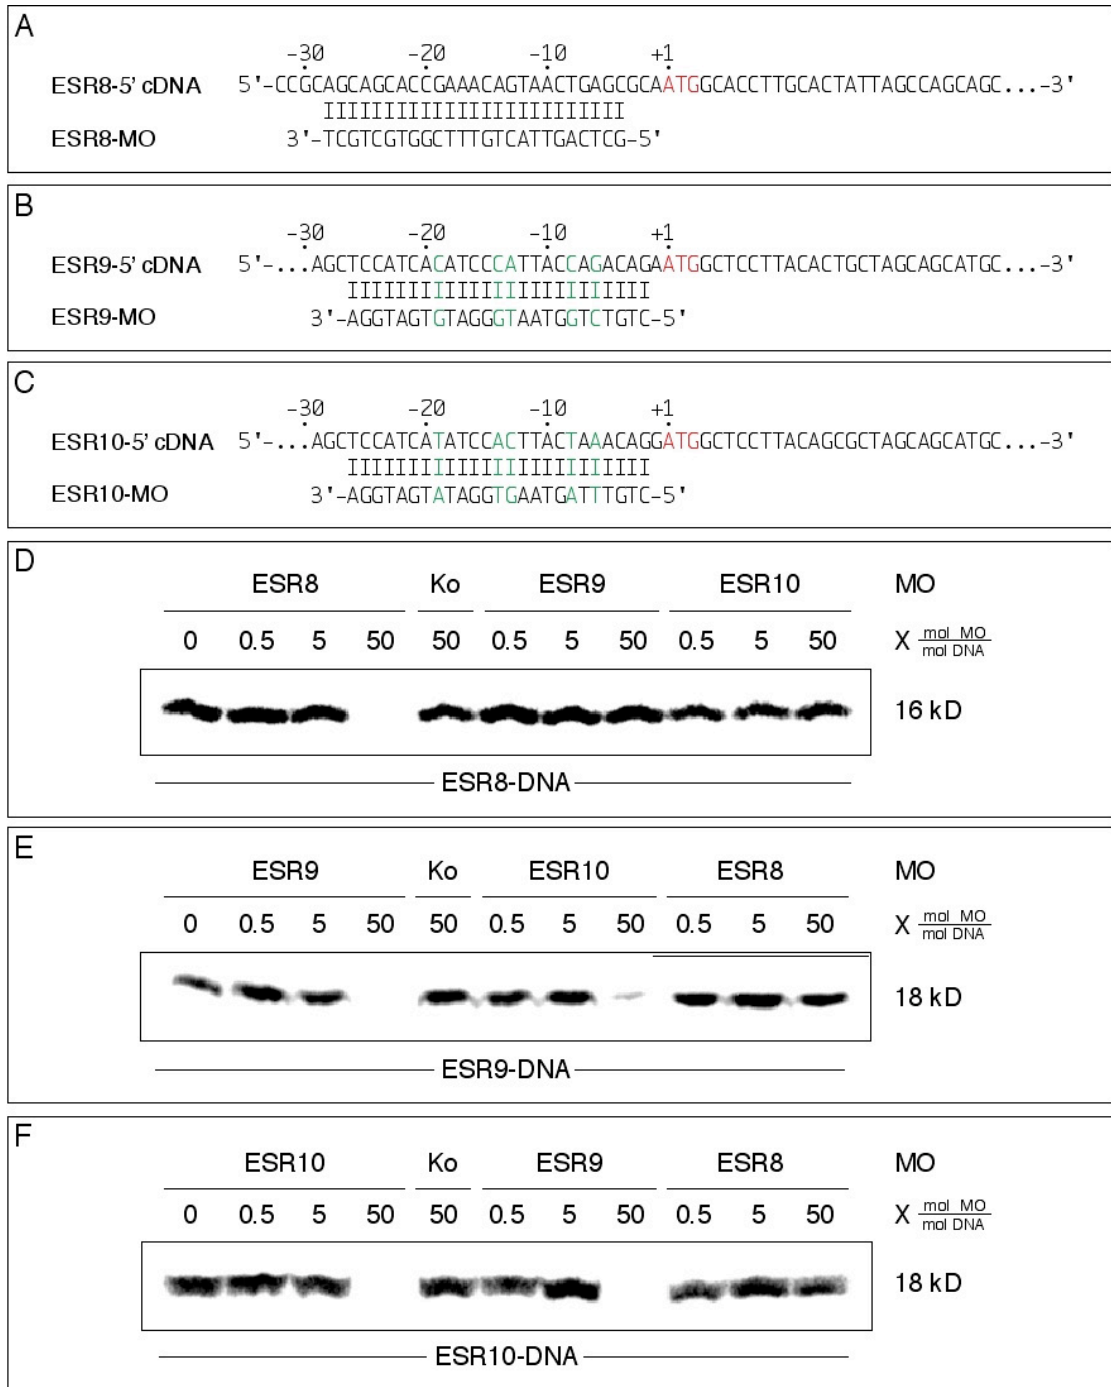 A
-30 -20 -10 +1
ESR8-5' cDNA 5'-CCGCAGCAGCACCGAAACAGTAACTGAGCGCAATGGCACCTTGCACTATTAGCCAGCAGC...-3'
IIIIIIIIIIIIIIIIIIIIIIIII
ESR8-MO 3'-TCGTCGTGGCTTTGTCATTGACTCG-5'
B
-30 -20 -10 +1
ESR9-5' cDNA 5'-...AGCTCCATCACATCCCATTACCAGACAGAATGGCTCCTTACACTGCTAGCAGCATGC...-3'
IIIIIIIIIIIIIIIIIIIIIIIII
ESR9-MO 3'-AGGTAGTGTAGGGTAATGGTCTGTC-5'
C
-30 -20 -10 +1
ESR10-5' cDNA 5'-...AGCTCCATCATATCCACTTACTAAACAGGATGGCTCCTTACAGCGCTAGCAGCATGC...-3'
IIIIIIIIIIIIIIIIIIIIIIIII
ESR10-MO 3'-AGGTAGTATAGGTGAATGATTTGTC-5'
D
ESR8 Ko ESR9 ESR10 MO
0 0.5 5 50 50 0.5 5 50 0.5 5 50 X mol MO
mol DNA
16 kD
ESR8-DNA
E
ESR9 Ko ESR10 ESR8 MO
0 0.5 5 50 50 0.5 5 50 0.5 5 50 X mol MO
mol DNA
18 kD
ESR9-DNA
F
ESR10 Ko ESR9 ESR8 MO
0 0.5 5 50 50 0.5 5 50 0.5 5 50 X mol MO
mol DNA
18 kD
ESR10-DNA